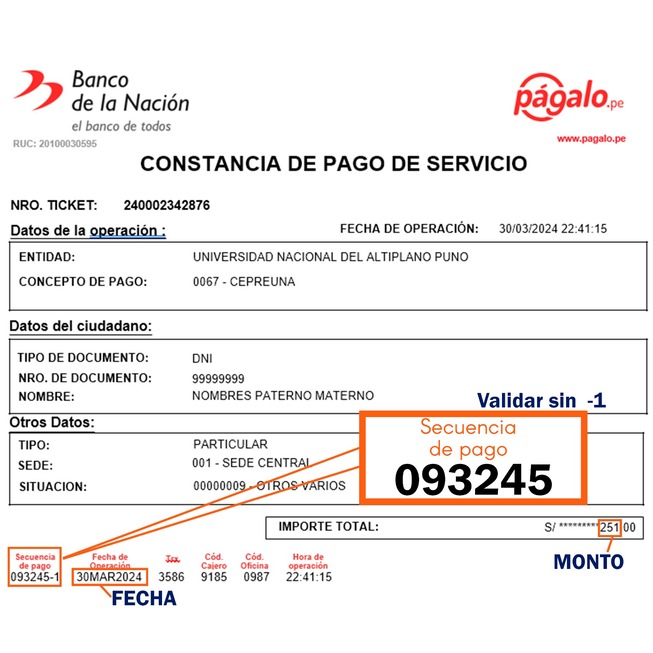 Banco
de la Nación
el banco de todos
RUC: 20100030595
págalo.pe
www.pagalo.pe
CONSTANCIA DE PAGO DE SERVICIO
NRO. TICKET: 240002342876
Datos de la operación :
FECHA DE OPERACIÓN: 30/03/2024 22:41:15
ENTIDAD: UNIVERSIDAD NACIONAL DEL ALTIPLANO PUNO
CONCEPTO DE PAGO: 0067 - CEPREUNA
Datos del ciudadano:
TIPO DE DOCUMENTO: DNI
NRO. DE DOCUMENTO: 99999999
NOMBRE: NOMBRES PATERNO MATERNO
Validar sin -1
Otros Datos:
TIPO: PARTICULAR
SEDE: 001 - SEDE CENTRAL
SITUACION: 00000009 - OTROS VARIOS
Secuencia
de pago
093245
IMPORTE TOTAL: S/ *********251.00
MONTO
Secuencia de pago Fecha de Operación Trx Cód. Cajero Cód. Oficina Hora de operación
093245-1 30MAR2024 3586 9185 0987 22:41:15
FECHA